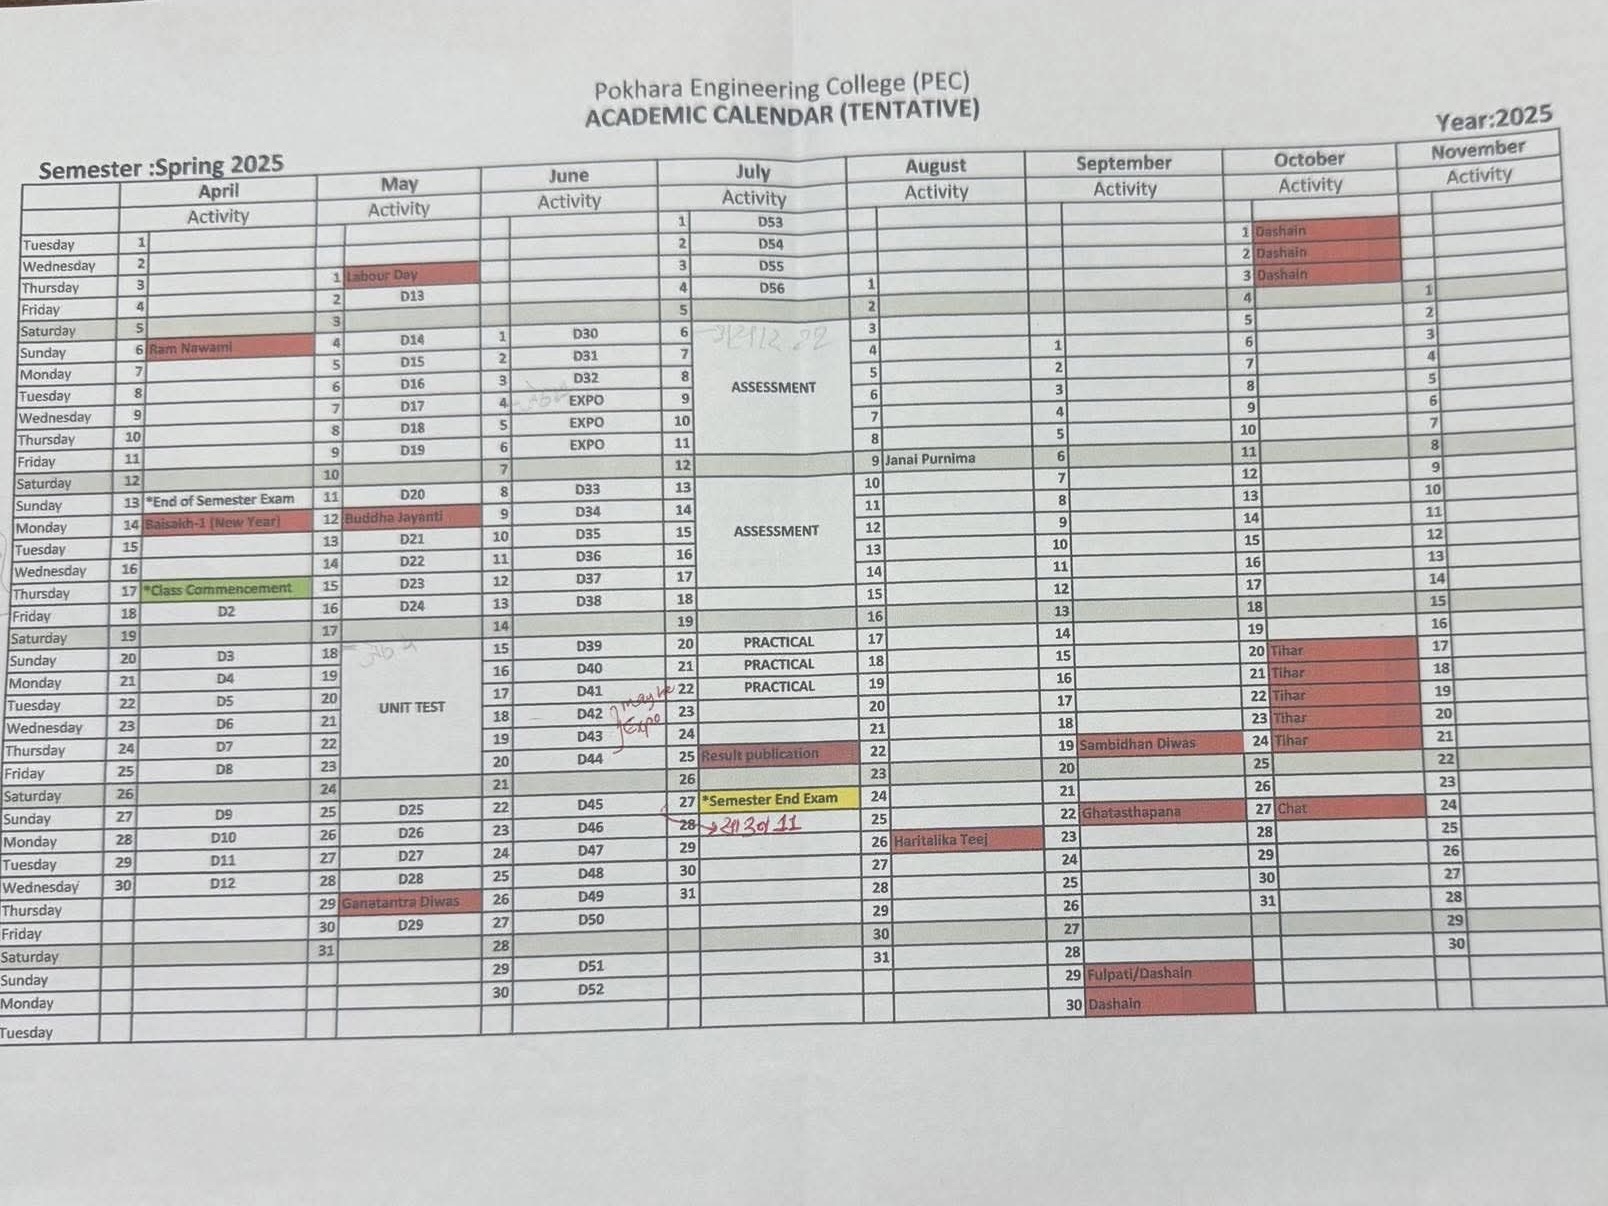 Pokhara Engineering College (PEC)
ACADEMIC CALENDAR (TENTATIVE)
Semester :Spring 2025 Year:2025
April May June July August September October November
Activity Activity Activity Activity Activity Activity Activity Activity
Tuesday 1 1 D53
Wednesday 2 2 D54 1 Dashain
Thursday 3 1 Labour Day 3 D55 2 Dashain
Friday 4 2 D13 4 D56 1 3 Dashain
Saturday 5 3 5 2 4 1
Sunday 6 Ram Nawami 4 D14 1 D30 6 3 5 2
Monday 7 5 D15 2 D31 7 4 1 6 3
Tuesday 8 6 D16 3 D32 8 ASSESSMENT 5 2 7 4
Wednesday 9 7 D17 4 EXPO 9 6 3 8 5
Thursday 10 8 D18 5 EXPO 10 7 4 9 6
Friday 11 9 D19 6 EXPO 11 8 5 10 7
Saturday 12 10 7 12 9 Janai Purnima 6 11 8
Sunday 13 *End of Semester Exam 11 D20 8 D33 13 10 7 12 9
Monday 14 Baisakh-1 (New Year) 12 Buddha Jayanti 9 D34 14 11 8 13 10
Tuesday 15 13 D21 10 D35 15 ASSESSMENT 12 9 14 11
Wednesday 16 14 D22 11 D36 16 13 10 15 12
Thursday 17 *Class Commencement 15 D23 12 D37 17 14 11 16 13
Friday 18 D2 16 D24 13 D38 18 15 12 17 14
Saturday 19 17 14 19 16 13 18 15
Sunday 20 D3 18 15 D39 20 PRACTICAL 17 14 19 16
Monday 21 D4 19 16 D40 21 PRACTICAL 18 15 20 Tihar 17
Tuesday 22 D5 20 UNIT TEST 17 D41 22 PRACTICAL 19 16 21 Tihar 18
Wednesday 23 D6 21 18 D42 may be 23 20 17 22 Tihar 19
Thursday 24 D7 22 19 D43 Expo 24 21 18 23 Tihar 20
Friday 25 D8 23 20 D44 25 Result publication 22 19 Sambidhan Diwas 24 Tihar 21
Saturday 26 24 21 26 23 20 25 22
Sunday 27 D9 25 D25 22 D45 27 *Semester End Exam 24 21 26 23
Monday 28 D10 26 D26 23 D46 28 25 22 Ghatasthapana 27 Chat 24
Tuesday 29 D11 27 D27 24 D47 29 26 Haritalika Teej 23 28 25
Wednesday 30 D12 28 D28 25 D48 30 27 24 29 26
Thursday 29 Ganatantra Diwas 26 D49 31 28 25 30 27
Friday 30 D29 27 D50 29 26 31 28
Saturday 31 28 30 27 29
Sunday 29 D51 31 28 30
Monday 30 D52 29 Fulpati/Dashain
Tuesday 30 Dashain